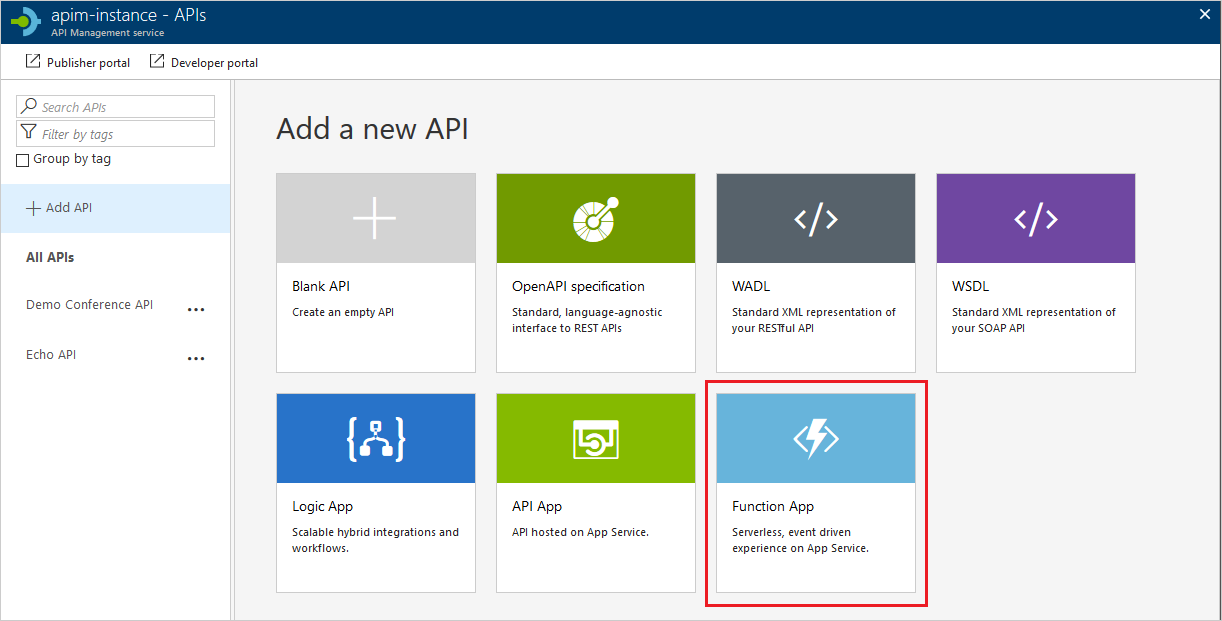 apim-instance - APIs
API Management service
Publisher portal
Developer portal
Search APIs
Filter by tags
Group by tag
Add API
All APIs
Demo Conference API
Echo API
Add a new API
Blank API
Create an empty API
OpenAPI specification
Standard, language-agnostic
interface to REST APIs
WADL
Standard XML representation of
your RESTful API
WSDL
Standard XML representation of
your SOAP API
Logic App
Scalable hybrid integrations and
workflows.
API App
API hosted on App Service.
Function App
Serverless, event driven
experience on App Service.